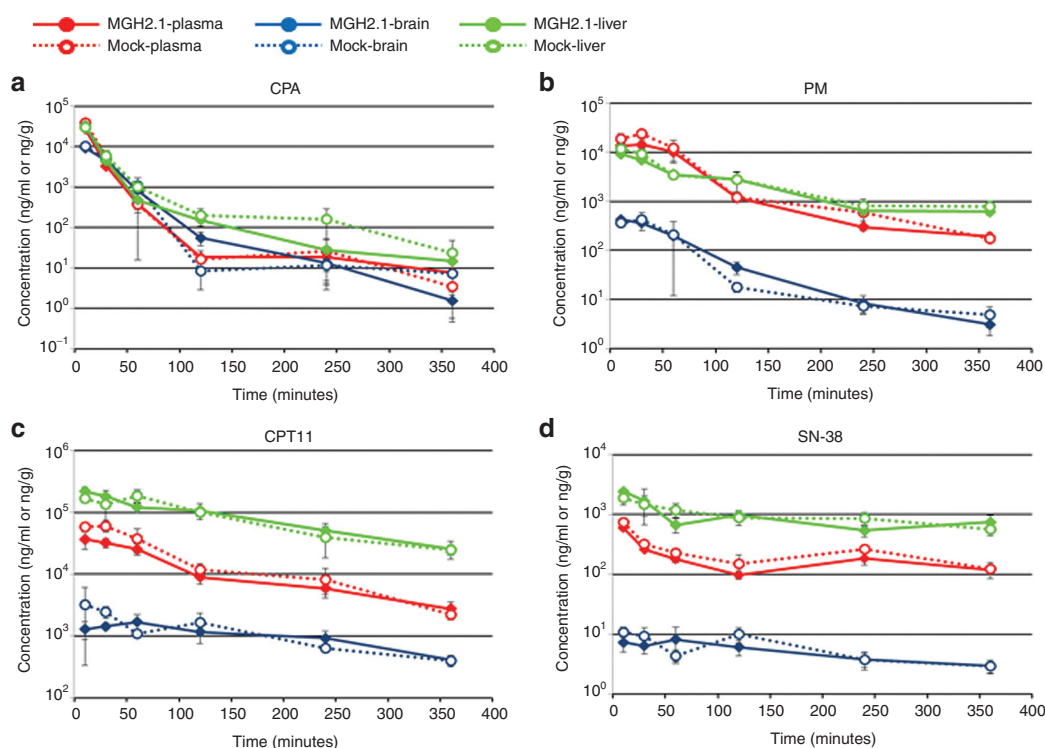 MGH2.1-plasma MGH2.1-brain MGH2.1-liver
Mock-plasma Mock-brain Mock-liver
a CPA
Concentration (ng/ml or ng/g)
10⁵
10⁴
10³
10²
10¹
10⁰
10⁻¹
0 50 100 150 200 250 300 350 400
Time (minutes)
b PM
Concentration (ng/ml or ng/g)
10⁵
10⁴
10³
10²
10¹
10⁰
0 50 100 150 200 250 300 350 400
Time (minutes)
c CPT11
Concentration (ng/ml or ng/g)
10⁶
10⁵
10⁴
10³
10²
0 50 100 150 200 250 300 350 400
Time (minutes)
d SN-38
Concentration (ng/ml or ng/g)
10⁴
10³
10²
10¹
10⁰
0 50 100 150 200 250 300 350 400
Time (minutes)